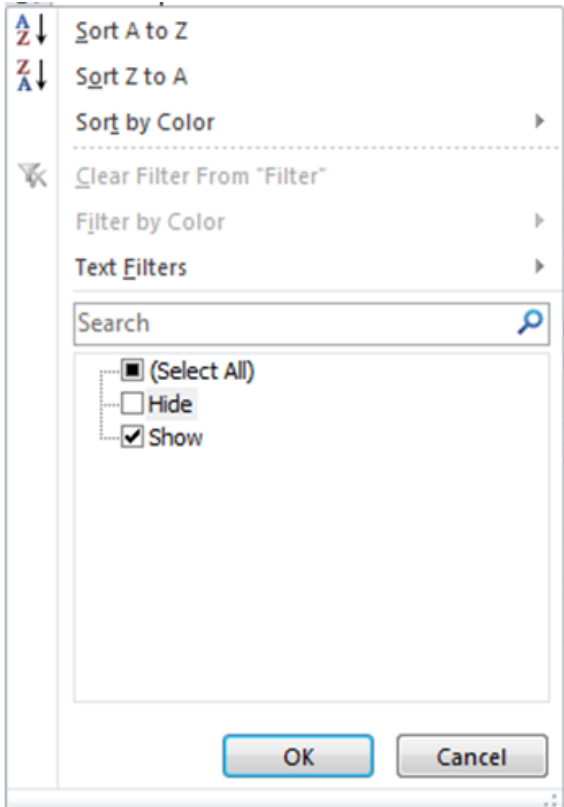 Sort A to Z
Sort Z to A
Sort by Color
Clear Filter From "Filter"
Filter by Color
Text Filters
Search
(Select All)
Hide
Show
OK Cancel